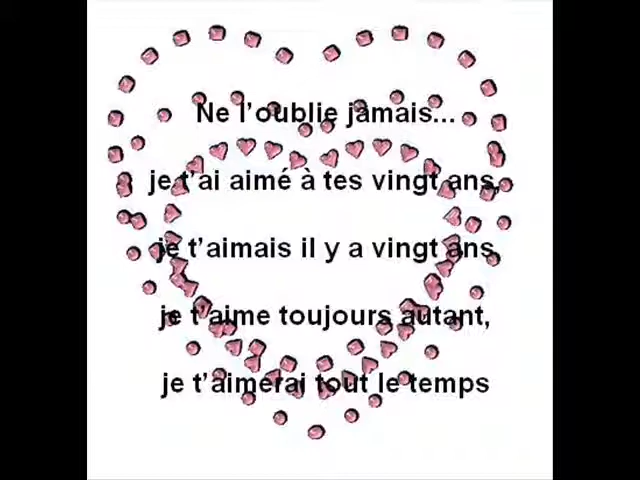 Ne l’oublie jamais...
je t’ai aimé à tes vingt ans,
je t’aimais il y a vingt ans,
je t’aime toujours autant,
je t’aimerai tout le temps